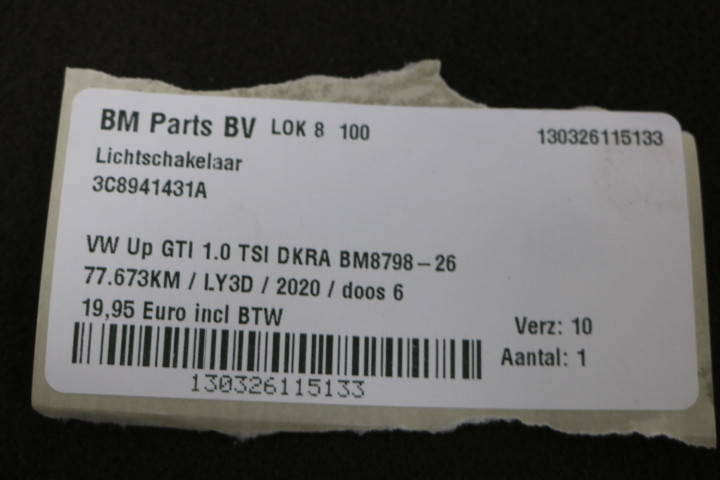 BM Parts BV LOK 8 100 130326115133
Lichtschakelaar
3C8941431A
VW Up GTI 1.0 TSI DKRA BM8798-26
77.673KM / LY3D / 2020 / doos 6
19,95 Euro incl BTW
Verz: 10
Aantal: 1
130326115133